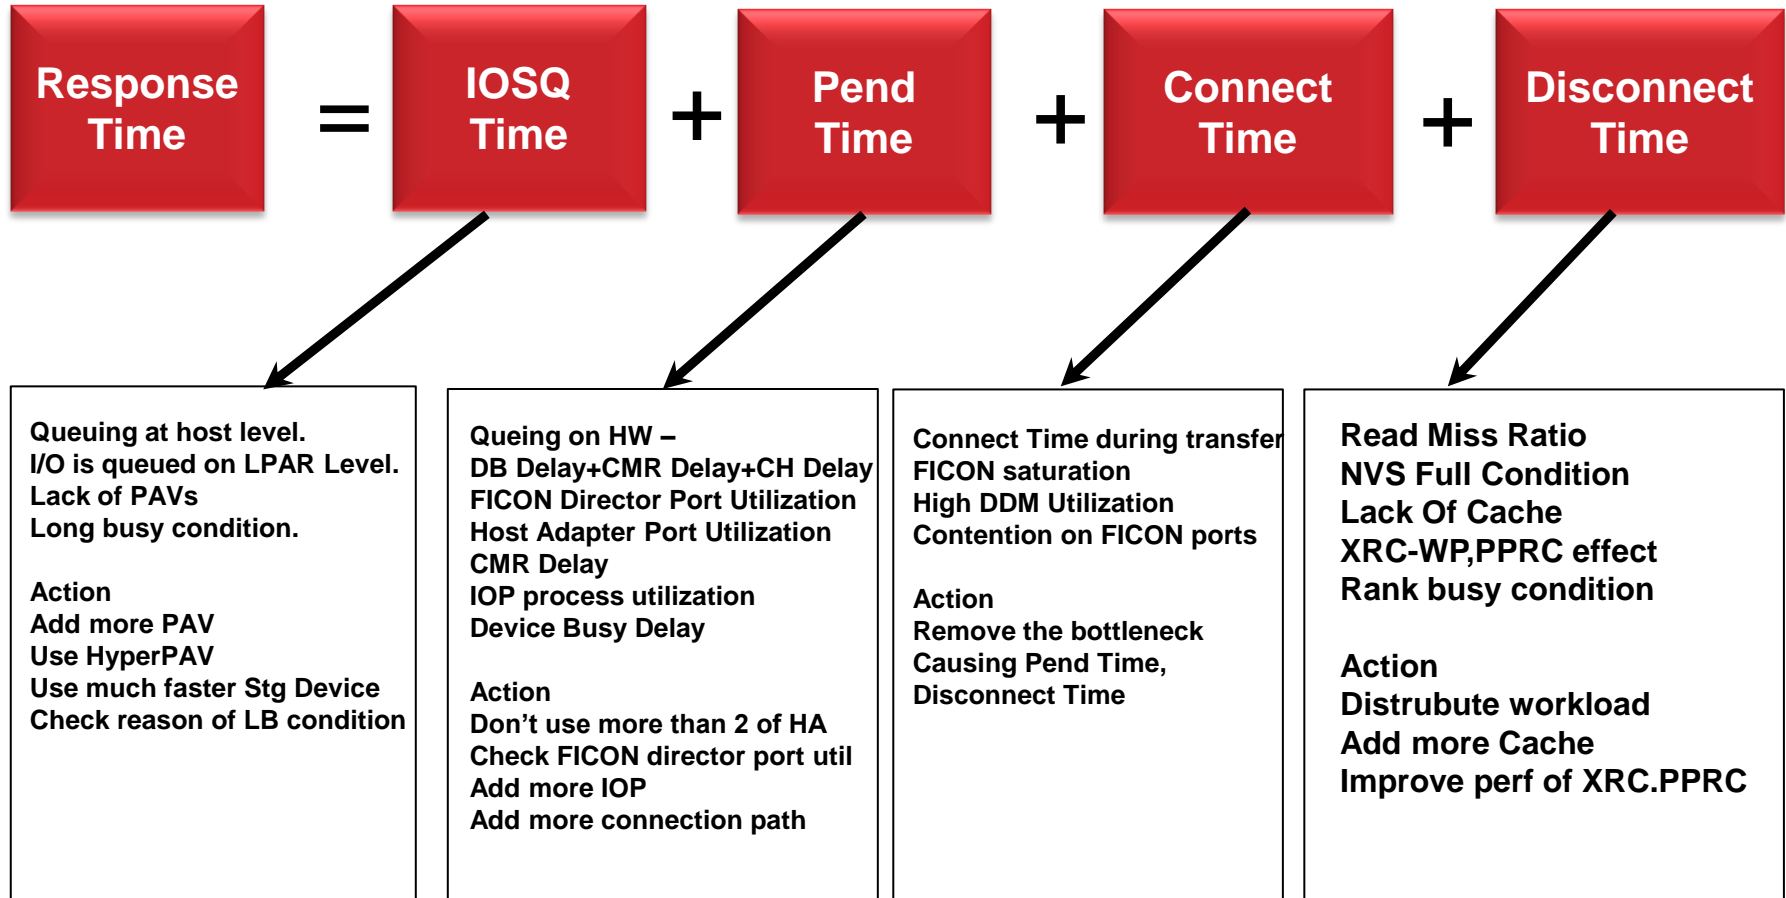 Response
Time
=
IOSQ
Time
+
Pend
Time
+
Connect
Time
+
Disconnect
Time
Queuing at host level.
I/O is queued on LPAR Level.
Lack of PAVs
Long busy condition.
Action
Add more PAV
Use HyperPAV
Use much faster Stg Device
Check reason of LB condition
Queing on HW –
DB Delay+CMR Delay+CH Delay
FICON Director Port Utilization
Host Adapter Port Utilization
CMR Delay
IOP process utilization
Device Busy Delay
Action
Don’t use more than 2 of HA
Check FICON director port util
Add more IOP
Add more connection path
Connect Time during transfer
FICON saturation
High DDM Utilization
Contention on FICON ports
Action
Remove the bottleneck
Causing Pend Time,
Disconnect Time
Read Miss Ratio
NVS Full Condition
Lack Of Cache
XRC-WP,PPRC effect
Rank busy condition
Action
Distrubute workload
Add more Cache
Improve perf of XRC.PPRC